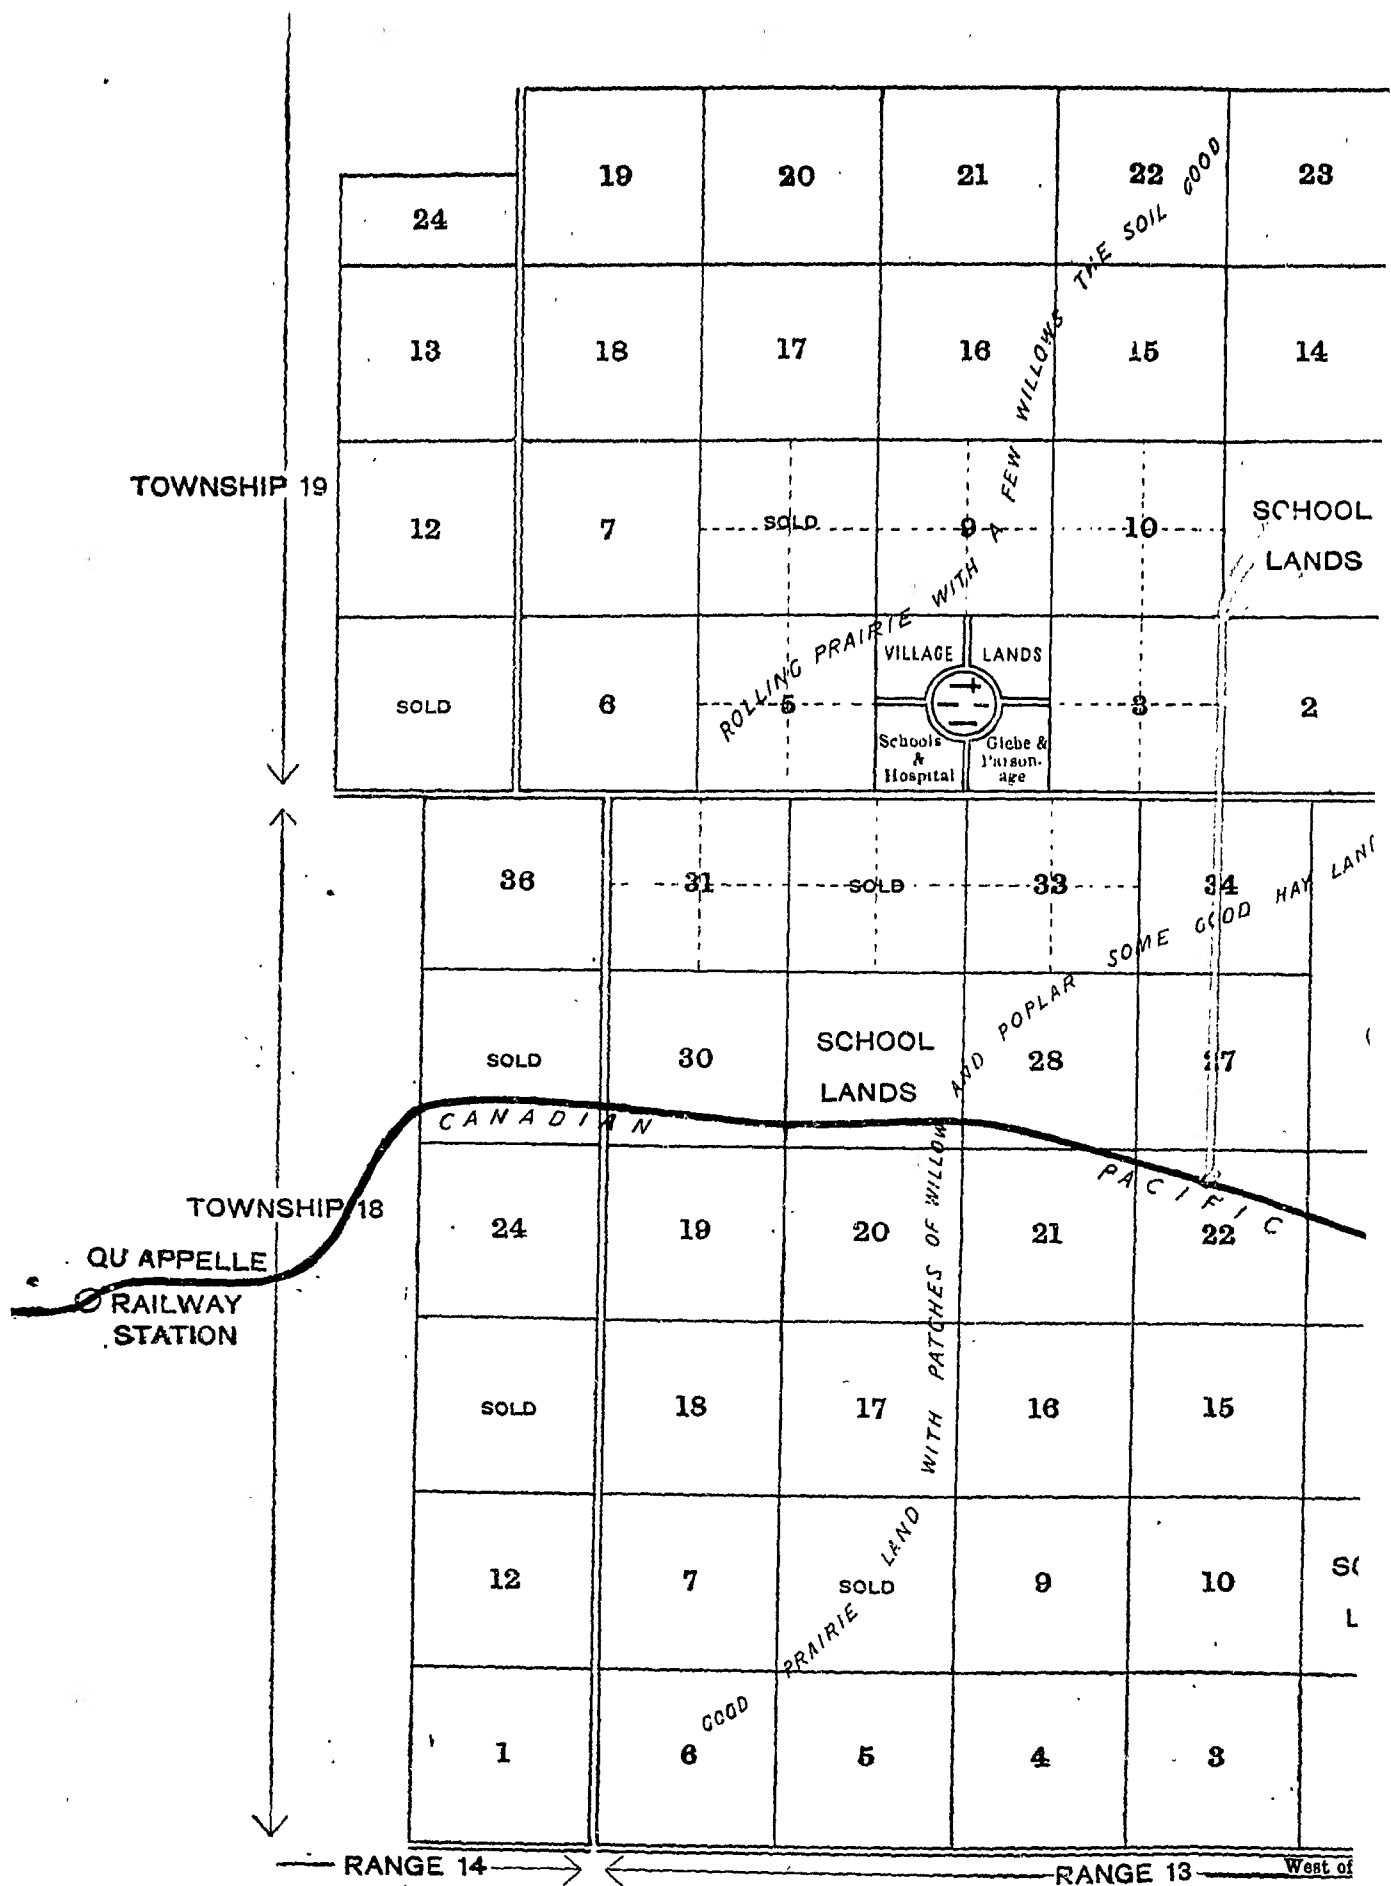 19 20 21 22 23
24
13 18 17 16 15 14
TOWNSHIP 19
12 7 SOLD 9 10 SCHOOL
LANDS
SOLD 6 5 VILLAGE LANDS 3 2
Schools
&
Hospital
Glebe &
Parson-
age
ROLLING PRAIRIE WITH A FEW WILLOWS THE SOIL GOOD
36 31 SOLD 33 34
SOLD 30 SCHOOL
LANDS 28 27
CANADIAN PACIFIC
TOWNSHIP 18
24 19 20 21 22
QU'APPELLE
RAILWAY
STATION
SOLD 18 17 16 15
12 7 SOLD 9 10
1 6 5 4 3
GOOD PRAIRIE LAND WITH PATCHES OF WILLOW AND POPLAR SOME GOOD HAY
RANGE 14 RANGE 13 West of